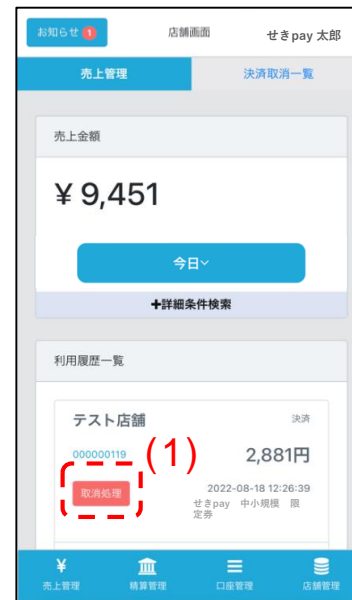 お知らせ 1 店舗画面 せきpay 太郎
売上管理 決済取消一覧
売上金額
¥ 9,451
今日
+詳細条件検索
利用履歴一覧
テスト店舗 決済
000000119 (1) 2,881円
取消処理 2022-08-18 12:26:39
せきpay 中小規模 限
定券
¥
売上管理 精算管理 口座管理 店舗管理